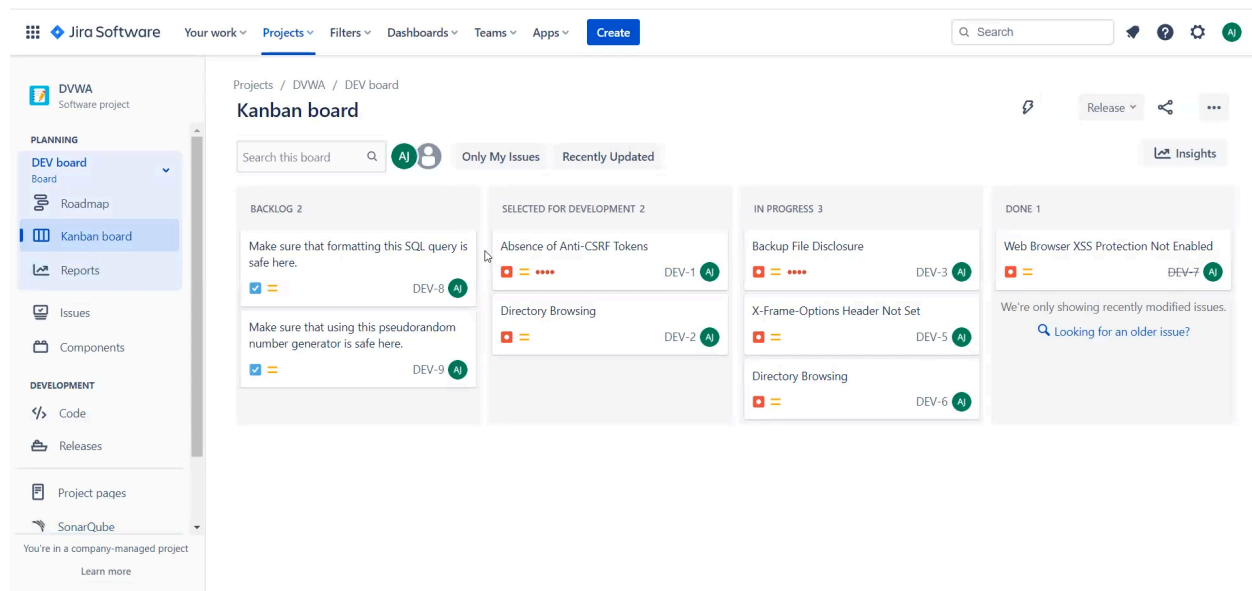 Jira Software Your work Projects Filters Dashboards Teams Apps Create Search AJ
DVWA
Software project
PLANNING
DEV board
Board
Roadmap
Kanban board
Reports
Issues
Components
DEVELOPMENT
Code
Releases
Project pages
SonarQube
You're in a company-managed project
Learn more
Projects / DVWA / DEV board
Kanban board
Release
Search this board AJ Only My Issues Recently Updated Insights
BACKLOG 2
Make sure that formatting this SQL query is
safe here.
DEV-8 AJ
Make sure that using this pseudorandom
number generator is safe here.
DEV-9 AJ
SELECTED FOR DEVELOPMENT 2
Absence of Anti-CSRF Tokens
DEV-1 AJ
Directory Browsing
DEV-2 AJ
IN PROGRESS 3
Backup File Disclosure
DEV-3 AJ
X-Frame-Options Header Not Set
DEV-5 AJ
Directory Browsing
DEV-6 AJ
DONE 1
Web Browser XSS Protection Not Enabled
DEV-7 AJ
We're only showing recently modified issues.
Looking for an older issue?